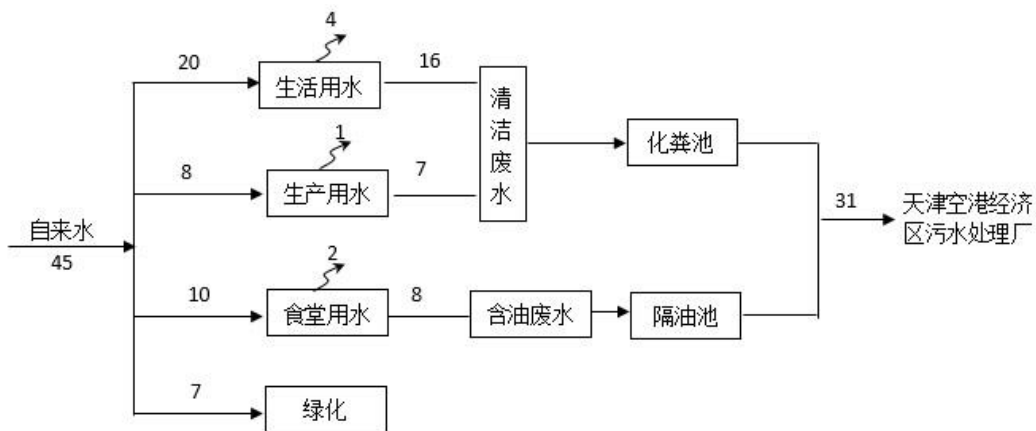 4
20
生活用水
16
清洁废水
1
8
生产用水
7
化粪池
自来水
45
31
天津空港经济
区污水处理厂
2
10
食堂用水
8
含油废水
隔油池
7
绿化